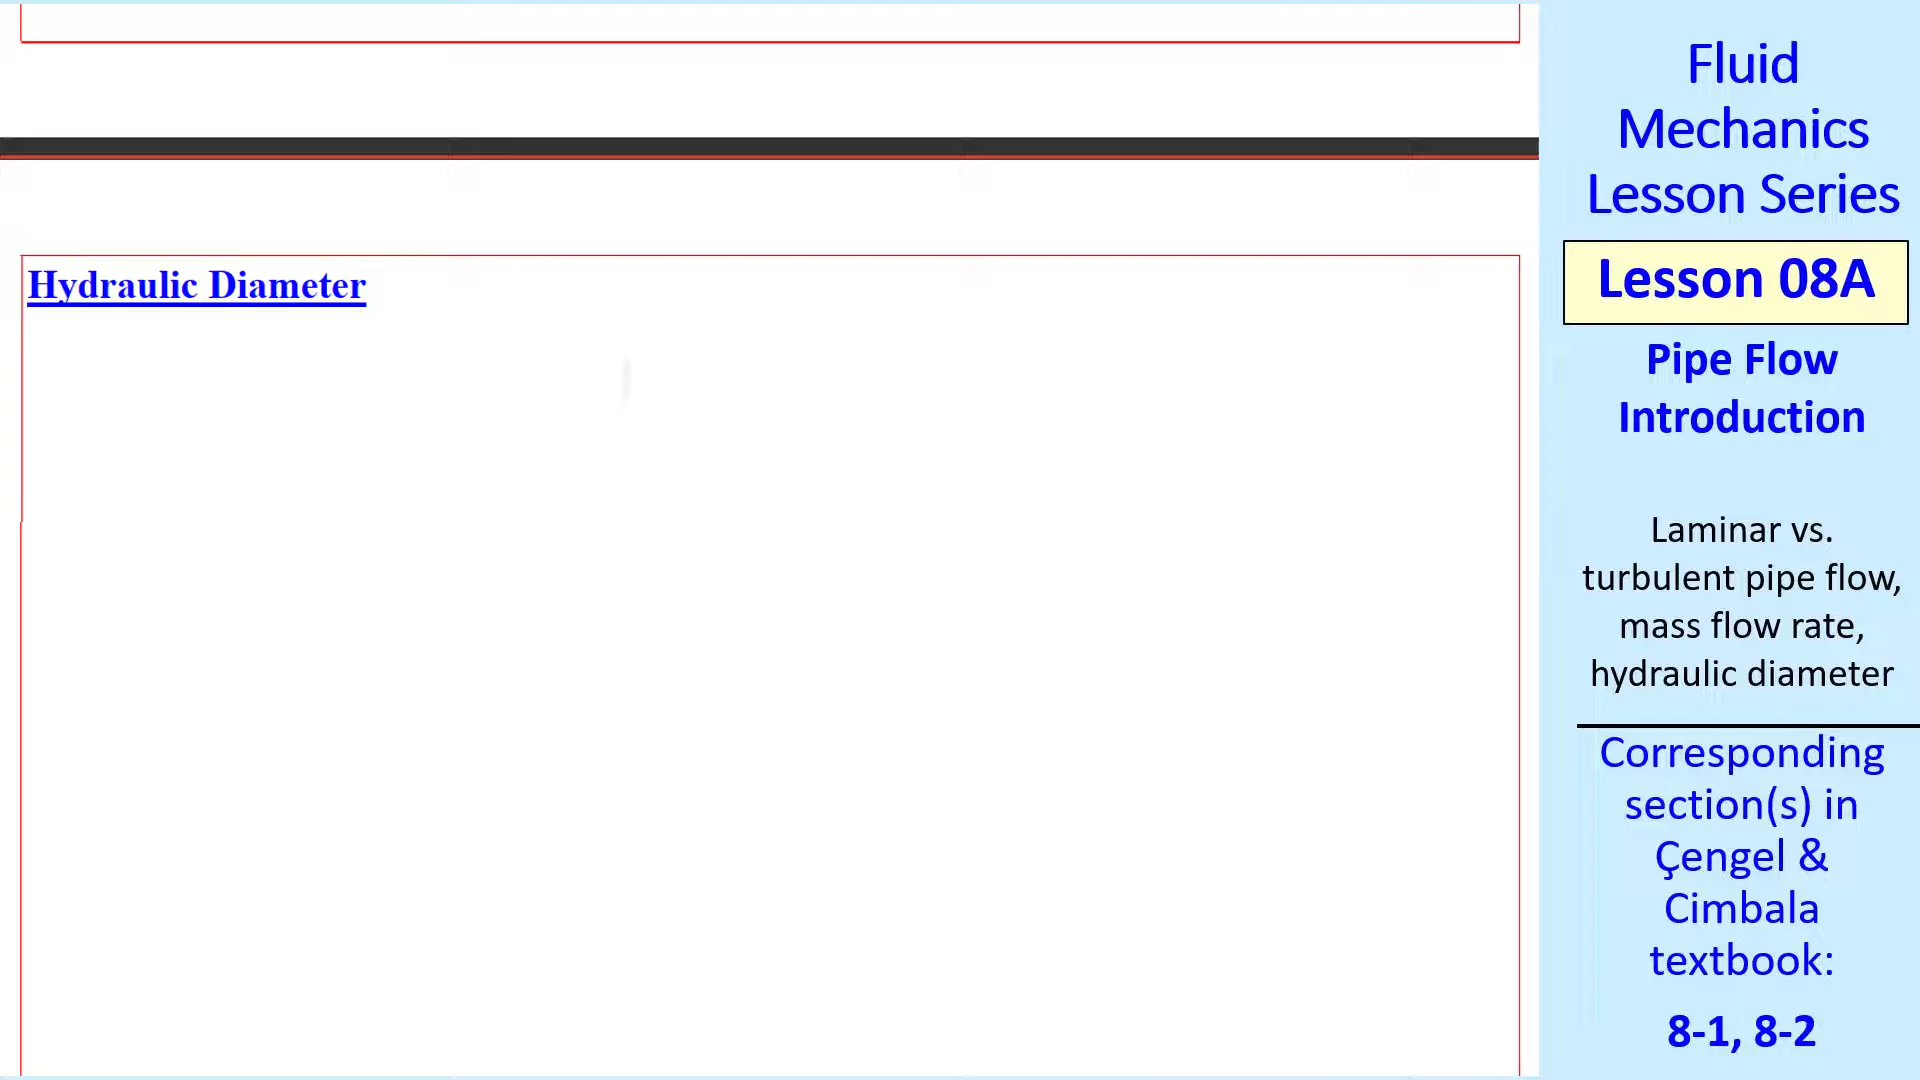 Hydraulic Diameter
Fluid
Mechanics
Lesson Series
Lesson 08A
Pipe Flow
Introduction
Laminar vs.
turbulent pipe flow,
mass flow rate,
hydraulic diameter
Corresponding
section(s) in
Çengel &
Cimbala
textbook:
8-1, 8-2